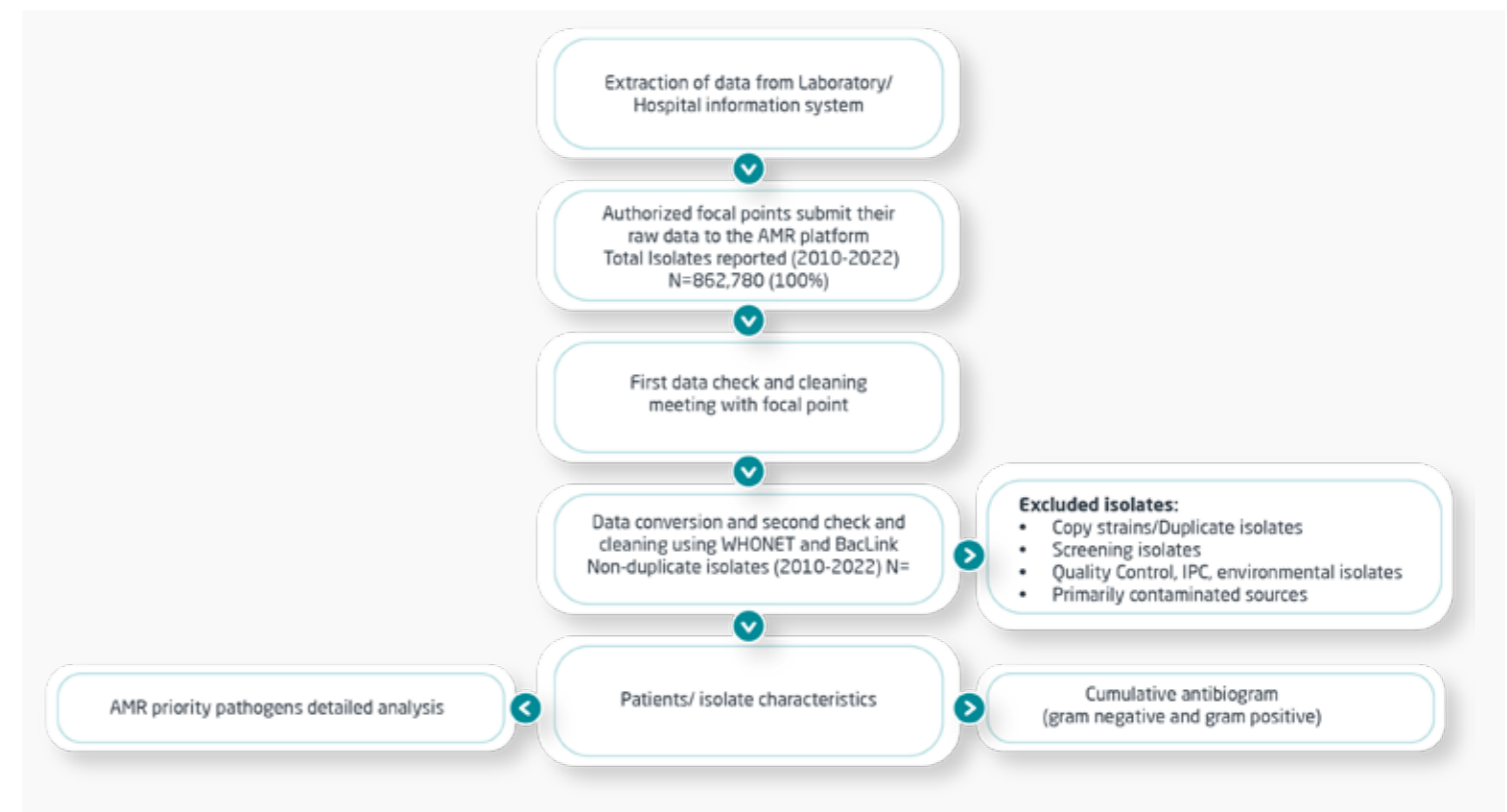 Extraction of data from Laboratory/
Hospital information system
Authorized focal points submit their
raw data to the AMR platform
Total Isolates reported (2010-2022)
N=862,780 (100%)
First data check and cleaning
meeting with focal point
Data conversion and second check and
cleaning using WHONET and BacLink
Non-duplicate isolates (2010-2022) N=
Excluded isolates:
• Copy strains/Duplicate isolates
• Screening isolates
• Quality Control, IPC, environmental isolates
• Primarily contaminated sources
AMR priority pathogens detailed analysis
Patients/ isolate characteristics
Cumulative antibiogram
(gram negative and gram positive)